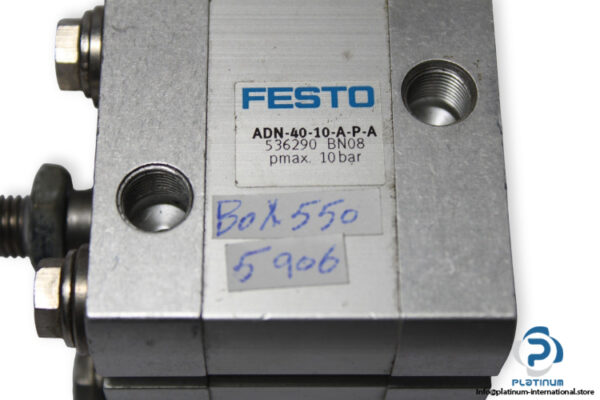 FESTO
ADN-40-10-A-P-A
536290 BN08
pmax. 10bar
BOX 550
5906
PLATINUM
info@platinum-international.store